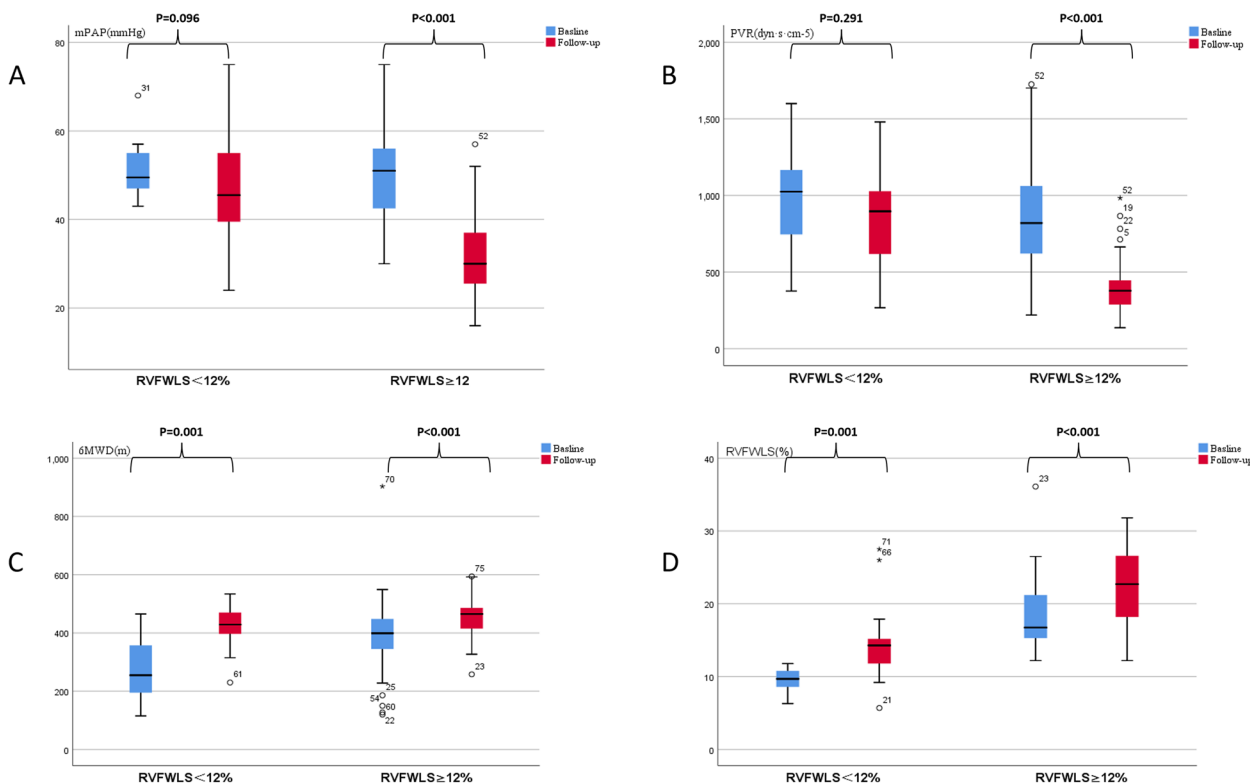 P=0.096 P<0.001
mPAP(mmHg)
Basline
Follow-up
80
60
40
20
31
52
A
RVFWLS<12% RVFWLS≥12
P=0.291 P<0.001
PVR(dyn·s·cm-5)
Basline
Follow-up
2,000
1,500
1,000
500
0
52
52
19
22
5
B
RVFWLS<12% RVFWLS≥12%
P=0.001 P<0.001
6MWD(m)
Basline
Follow-up
1,000
800
600
400
200
0
70
75
61
23
25
54
60
22
C
RVFWLS<12% RVFWLS≥12%
P=0.001 P<0.001
RVFWLS(%)
Basline
Follow-up
40
30
20
10
0
23
71
66
21
D
RVFWLS<12% RVFWLS≥12%